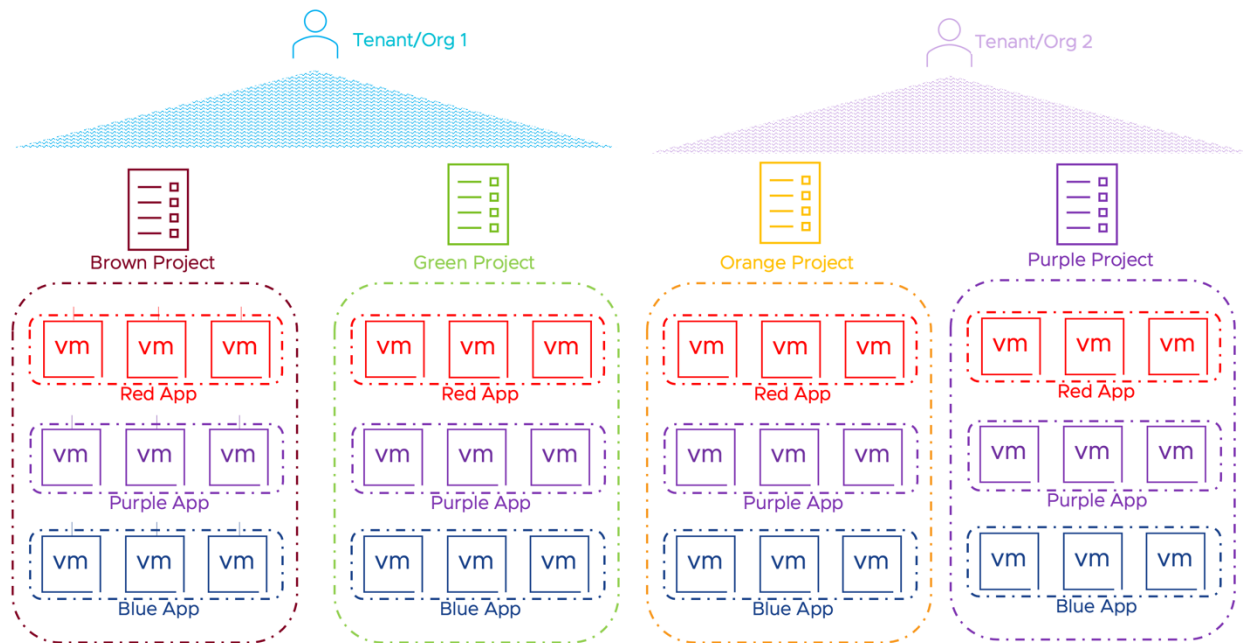 Tenant/Org 1
Tenant/Org 2
Brown Project
Green Project
Orange Project
Purple Project
vm vm vm
Red App
vm vm vm
Red App
vm vm vm
Red App
vm vm vm
Red App
vm vm vm
Purple App
vm vm vm
Purple App
vm vm vm
Purple App
vm vm vm
Purple App
vm vm vm
Blue App
vm vm vm
Blue App
vm vm vm
Blue App
vm vm vm
Blue App